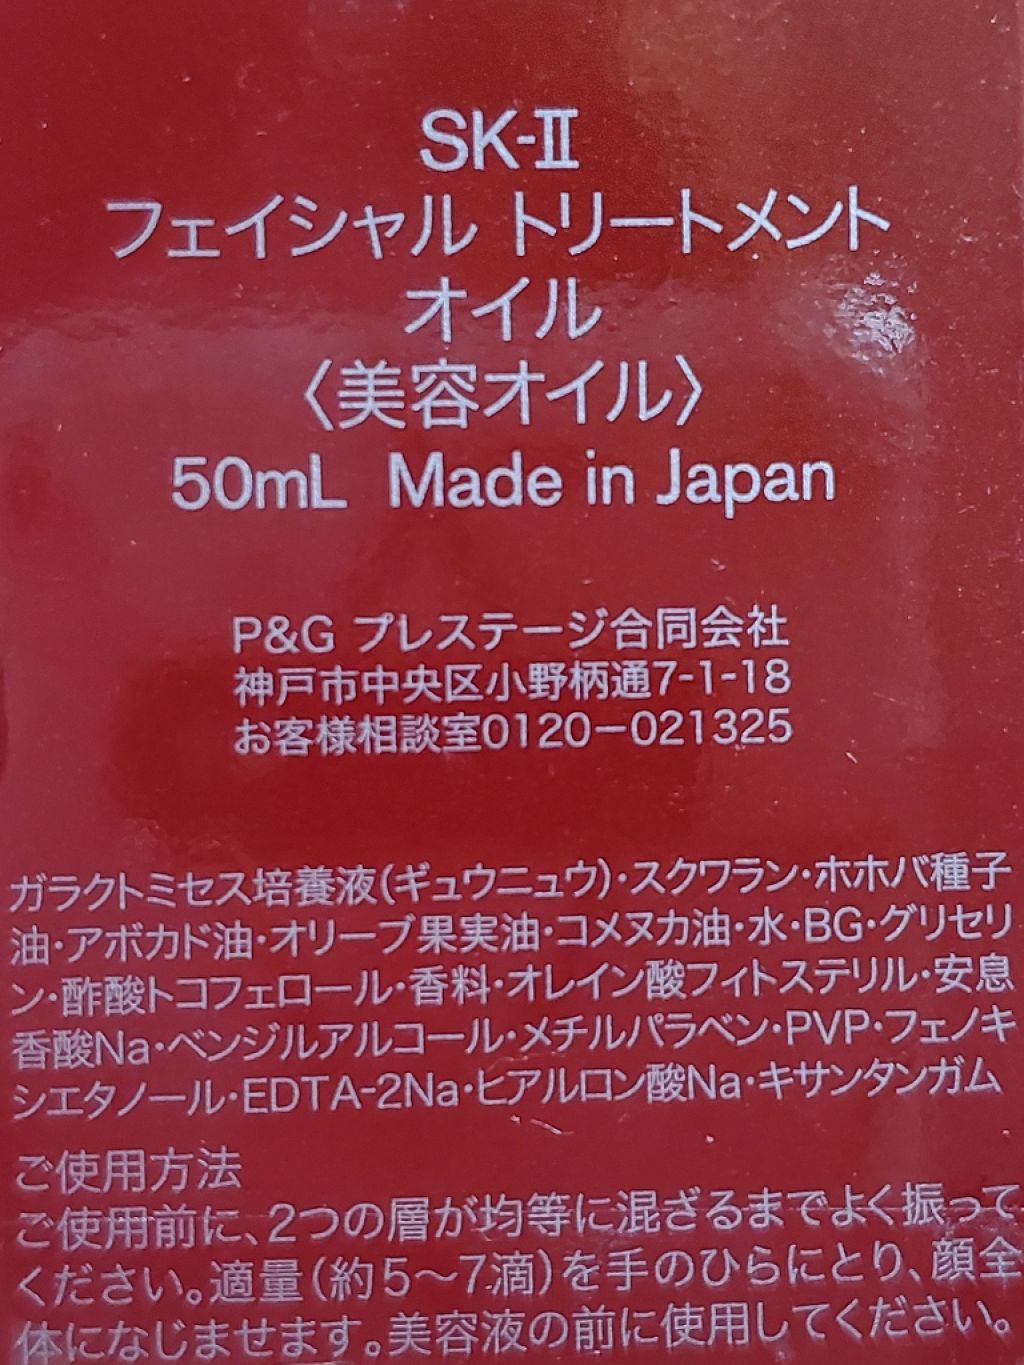 SK-Ⅱ
フェイシャル トリートメント
オイル
〈美容オイル〉
50mL Made in Japan
P&G プレステージ合同会社
神戸市中央区小野柄通7-1-18
お客様相談室0120-021325
ガラクトミセス培養液(ギュウニュウ)・スクワラン・ホホバ種子
油・アボカド油・オリーブ果実油・コメヌカ油・水・BG・グリセリ
ン・酢酸トコフェロール・香料・オレイン酸フィトステリル・安息
香酸Na・ベンジルアルコール・メチルパラベン・PVP・フェノキ
シエタノール・EDTA-2Na・ヒアルロン酸Na・キサンタンガム
ご使用方法
ご使用前に、2つの層が均等に混ざるまでよく振って
ください。適量(約5〜7滴)を手のひらにとり、顔全
体になじませます。美容液の前に使用してください。